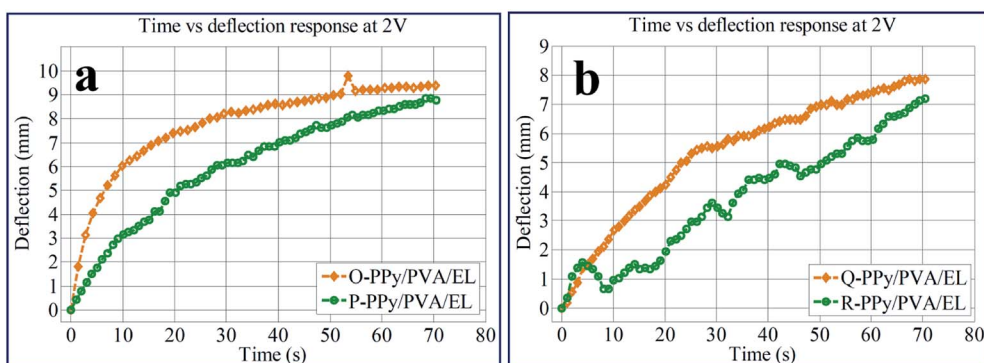 Time vs deflection response at 2V
a
10
9
8
7
6
5
4
3
2
1
0
Deflection (mm)
O-PPy/PVA/EL
P-PPy/PVA/EL
0 10 20 30 40 50 60 70 80
Time (s)
Time vs deflection response at 2V
b
9
8
7
6
5
4
3
2
1
0
Deflection (mm)
Q-PPy/PVA/EL
R-PPy/PVA/EL
0 10 20 30 40 50 60 70 80
Time (s)